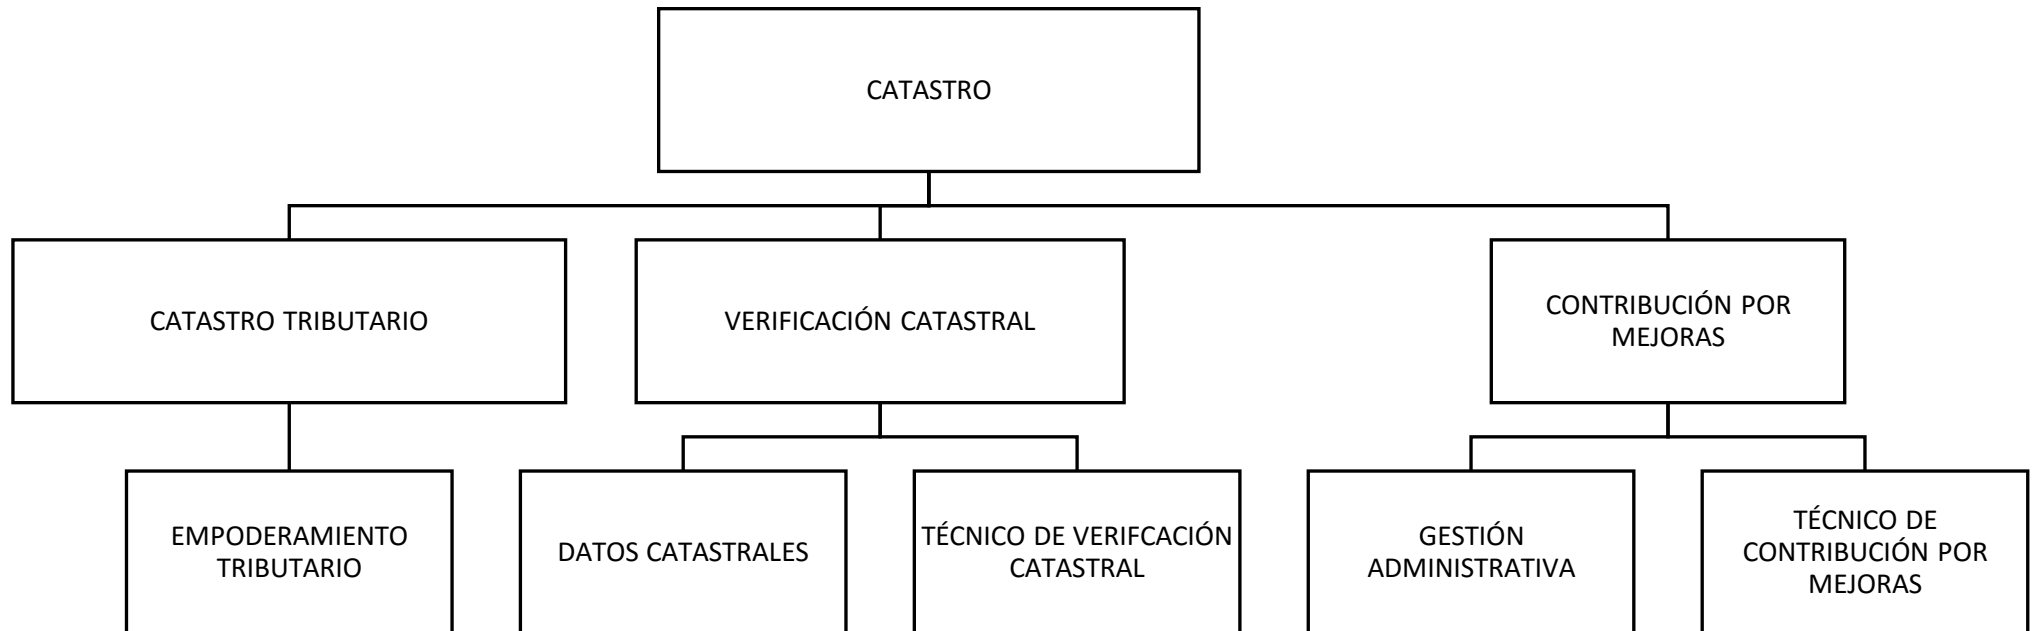 CATASTRO
CATASTRO TRIBUTARIO
VERIFICACIÓN CATASTRAL
CONTRIBUCIÓN POR
MEJORAS
EMPODERAMIENTO
TRIBUTARIO
DATOS CATASTRALES
TÉCNICO DE VERIFCACIÓN
CATASTRAL
GESTIÓN
ADMINISTRATIVA
TÉCNICO DE
CONTRIBUCIÓN POR
MEJORAS